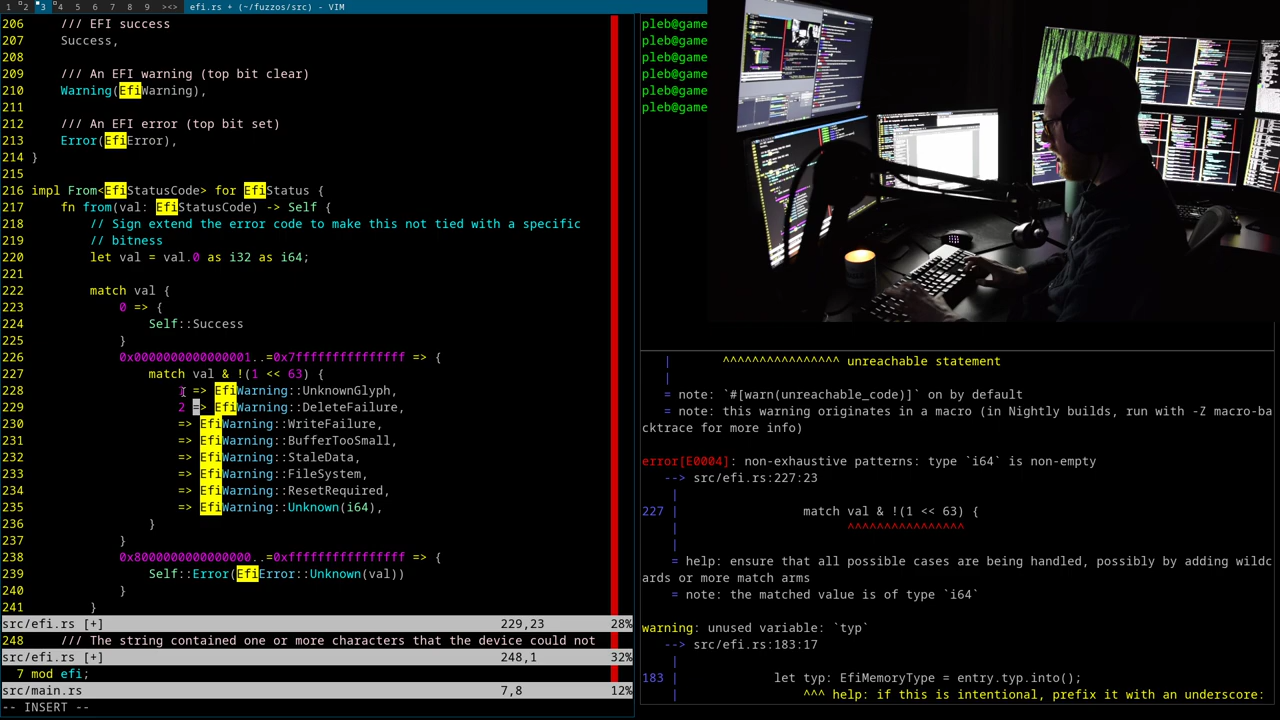 1 2 3 4 5 6 7 8 9 ><> efi.rs + (~/fuzzos/src) - VIM
206     /// EFI success
207     Success,
208
209     /// An EFI warning (top bit clear)
210     Warning(EfiWarning),
211
212     /// An EFI error (top bit set)
213     Error(EfiError),
214 }
215
216 impl From<EfiStatusCode> for EfiStatus {
217     fn from(val: EfiStatusCode) -> Self {
218         // Sign extend the error code to make this not tied with a specific
219         // bitness
220         let val = val.0 as i32 as i64;
221
222         match val {
223             0 => {
224                 Self::Success
225             }
226             0x0000000000000001..=0x7fffffffffffffff => {
227                 match val & !(1 << 63) {
228                     1 => EfiWarning::UnknownGlyph,
229                     2 => EfiWarning::DeleteFailure,
230                     => EfiWarning::WriteFailure,
231                     => EfiWarning::BufferTooSmall,
232                     => EfiWarning::StaleData,
233                     => EfiWarning::FileSystem,
234                     => EfiWarning::ResetRequired,
235                     => EfiWarning::Unknown(i64),
236                 }
237             }
238             0x8000000000000000..=0xffffffffffffffff => {
239                 Self::Error(EfiError::Unknown(val))
240             }
241         }
src/efi.rs [+] 229,23 28%
248     /// The string contained one or more characters that the device could not
src/efi.rs [+] 248,1 32%
7 mod efi;
src/main.rs 7,8 12%
-- INSERT --
pleb@game
pleb@game
pleb@game
pleb@game
pleb@game
pleb@game
|       ^^^^^^^^^^^^^^^^ unreachable statement
|
= note: `#[warn(unreachable_code)]` on by default
= note: this warning originates in a macro (in Nightly builds, run with -Z macro-ba
cktrace for more info)
error[E0004]: non-exhaustive patterns: type `i64` is non-empty
--> src/efi.rs:227:23
|
227 |                 match val & !(1 << 63) {
|                       ^^^^^^^^^^^^^^^^
|
= help: ensure that all possible cases are being handled, possibly by adding wildc
ards or more match arms
= note: the matched value is of type `i64`
warning: unused variable: `typ`
--> src/efi.rs:183:17
|
183 |             let typ: EfiMemoryType = entry.typ.into();
|                 ^^^ help: if this is intentional, prefix it with an underscore: